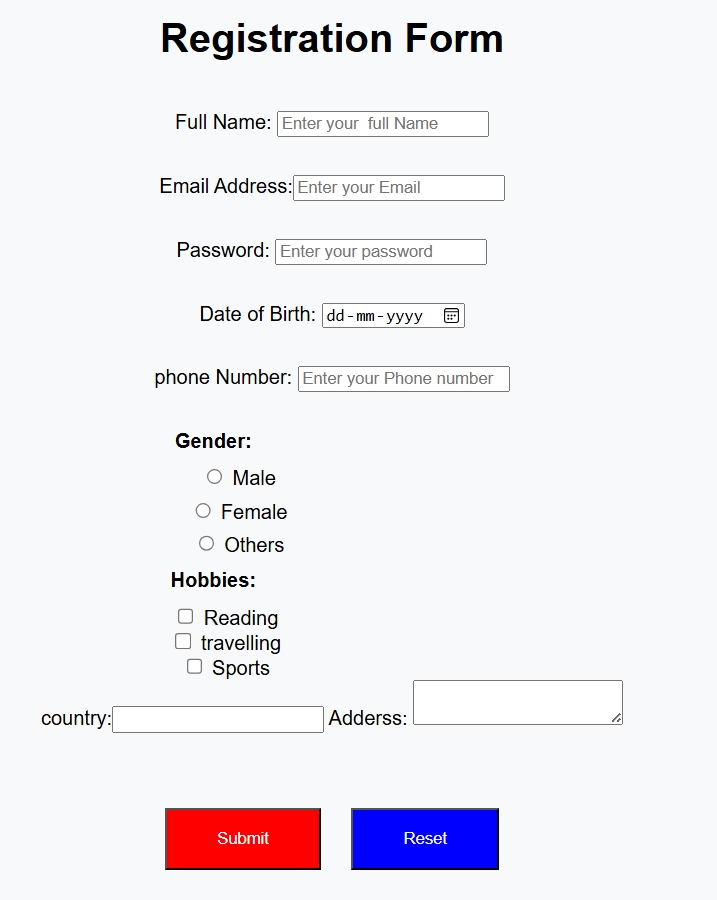 Registration Form
Full Name: Enter your  full Name
Email Address: Enter your Email
Password: Enter your password
Date of Birth: dd-mm-yyyy
phone Number: Enter your Phone number
Gender:
Male
Female
Others
Hobbies:
Reading
travelling
Sports
country: Adderss:
Submit Reset